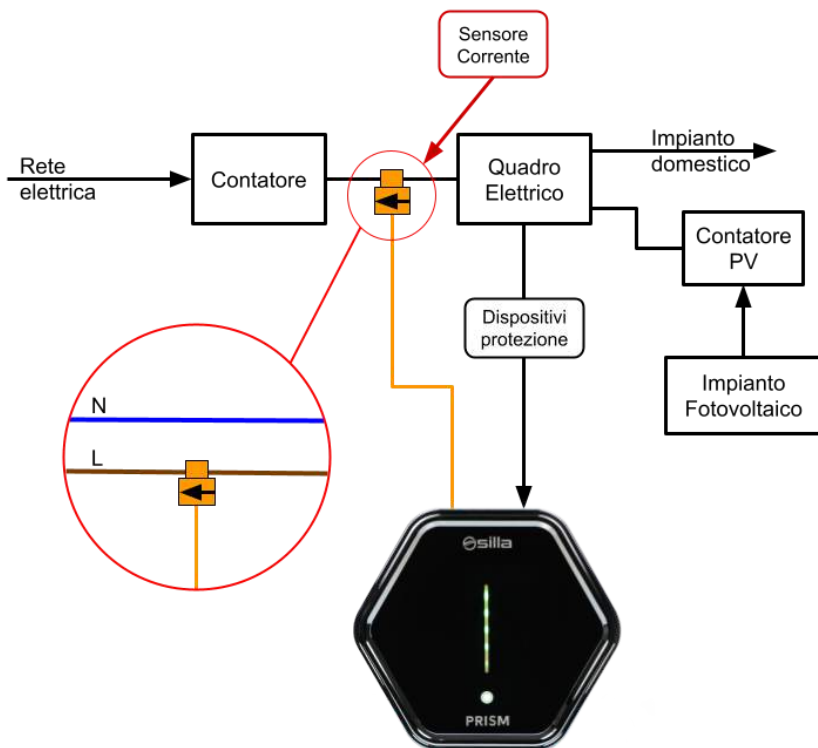 Sensore
Corrente
Rete
elettrica
Contatore
Quadro
Elettrico
Impianto
domestico
Contatore
PV
Dispositivi
protezione
Impianto
Fotovoltaico
N
L
silla
PRISM